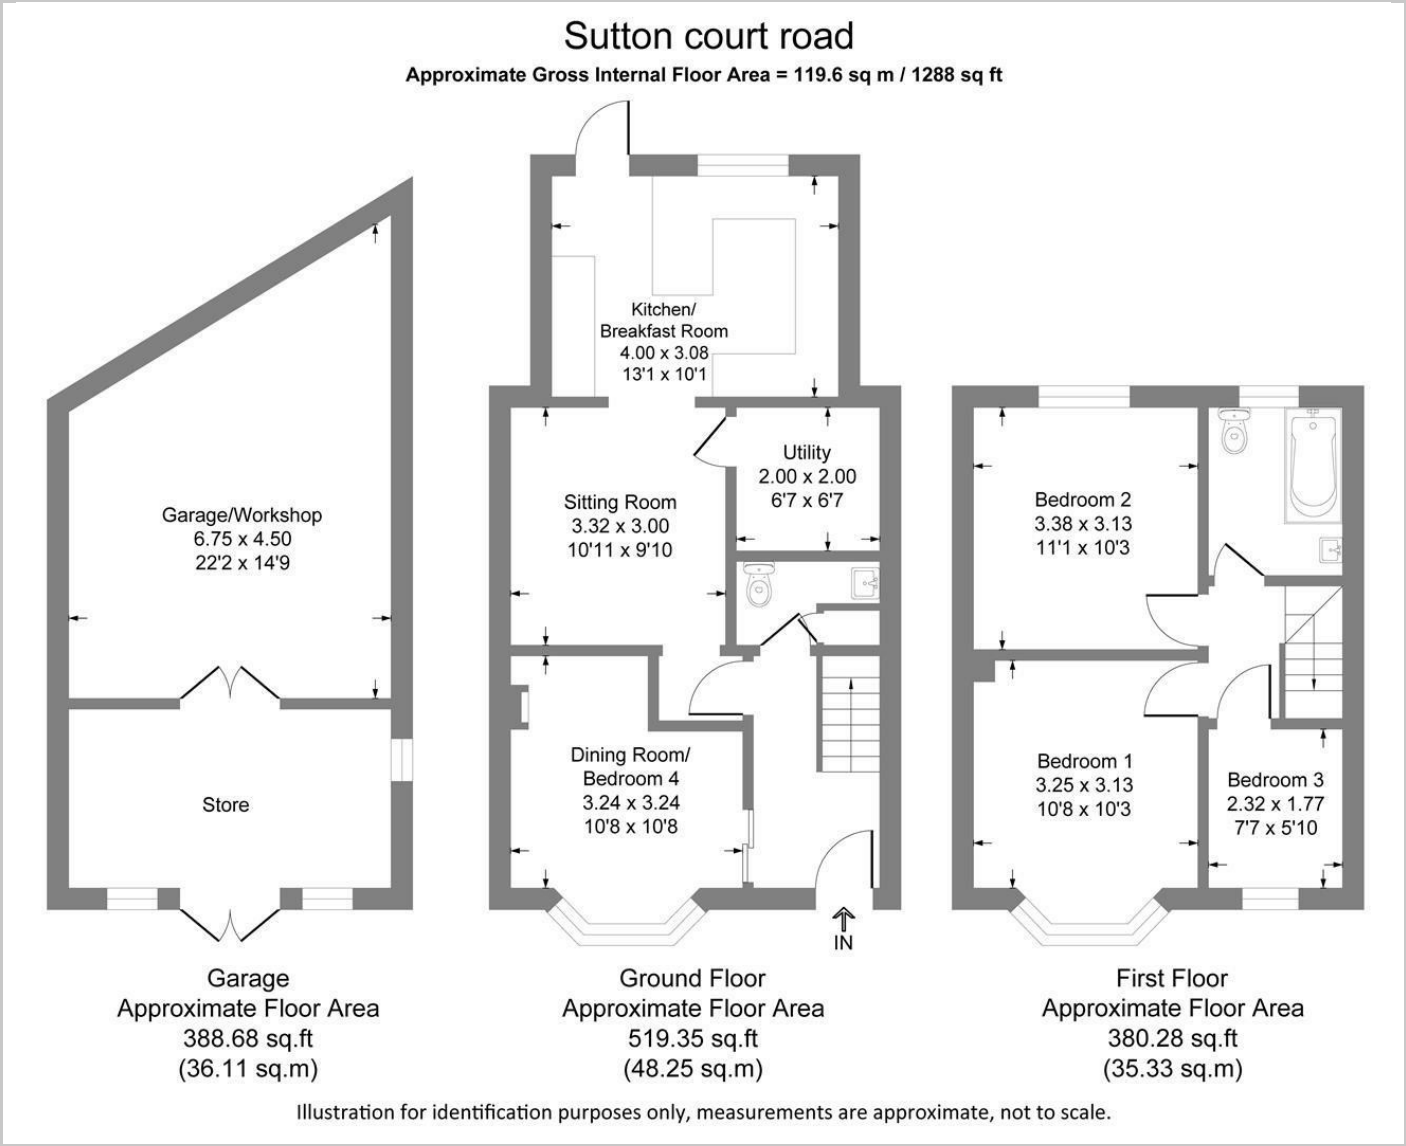 Sutton court road
Approximate Gross Internal Floor Area = 119.6 sq m / 1288 sq ft
Garage/Workshop
6.75 x 4.50
22'2 x 14'9
Store
Garage
Approximate Floor Area
388.68 sq.ft
(36.11 sq.m)
Kitchen/
Breakfast Room
4.00 x 3.08
13'1 x 10'1
Utility
2.00 x 2.00
6'7 x 6'7
Sitting Room
3.32 x 3.00
10'11 x 9'10
Dining Room/
Bedroom 4
3.24 x 3.24
10'8 x 10'8
IN
Ground Floor
Approximate Floor Area
519.35 sq.ft
(48.25 sq.m)
Bedroom 2
3.38 x 3.13
11'1 x 10'3
Bedroom 1
3.25 x 3.13
10'8 x 10'3
Bedroom 3
2.32 x 1.77
7'7 x 5'10
First Floor
Approximate Floor Area
380.28 sq.ft
(35.33 sq.m)
Illustration for identification purposes only, measurements are approximate, not to scale.